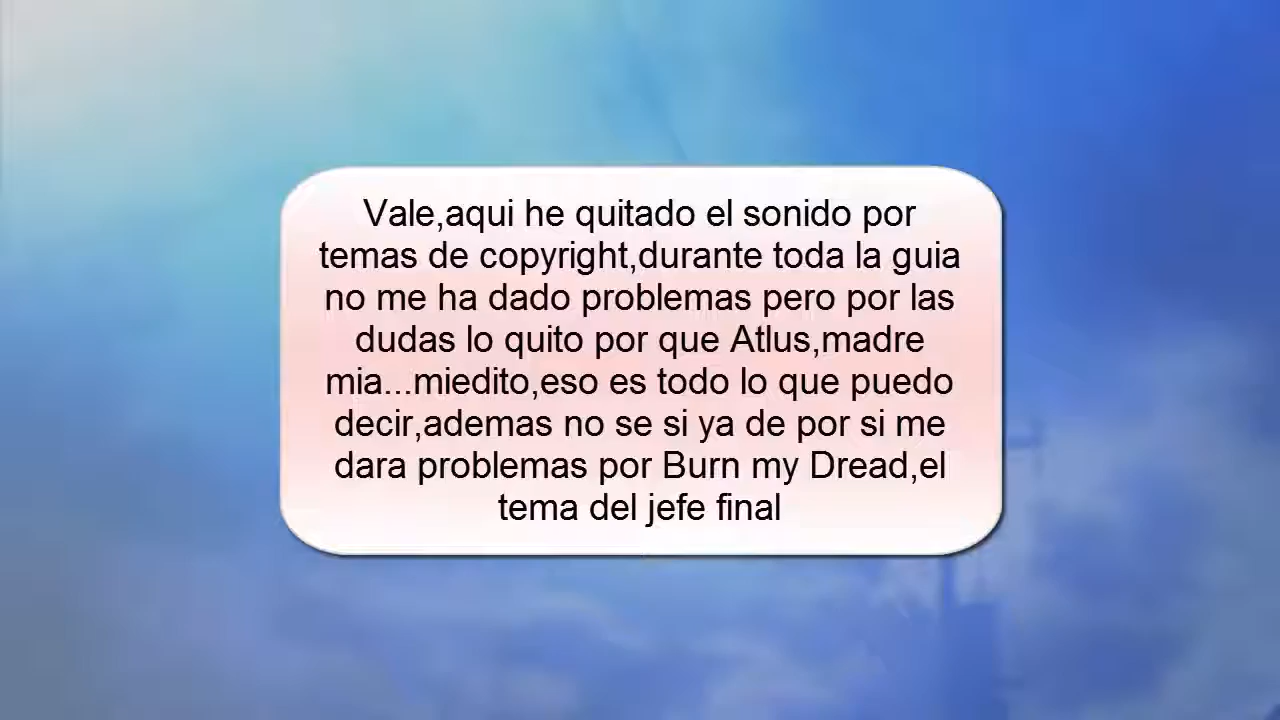 Vale,aqui he quitado el sonido por
temas de copyright,durante toda la guia
no me ha dado problemas pero por las
dudas lo quito por que Atlus,madre
mia...miedito,eso es todo lo que puedo
decir,ademas no se si ya de por si me
dara problemas por Burn my Dread,el
tema del jefe final